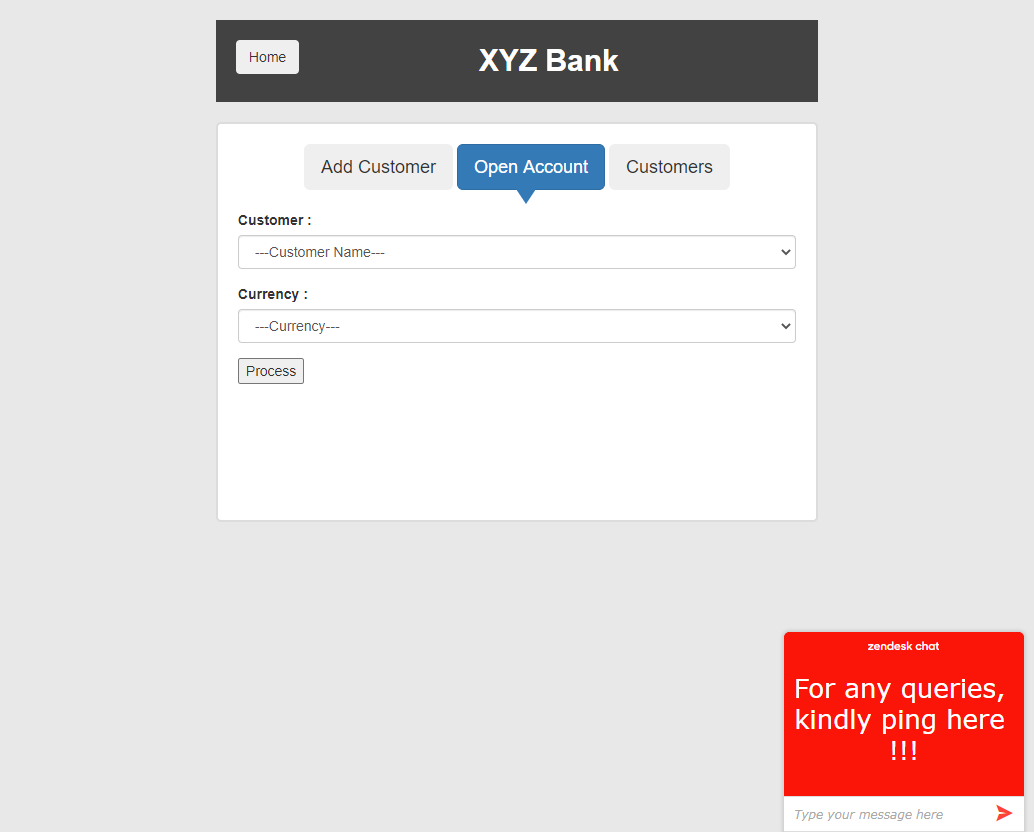 Home
XYZ Bank
Add Customer
Open Account
Customers
Customer :
---Customer Name---
Currency :
---Currency---
Process
zendesk chat
For any queries,
kindly ping here
!!!
Type your message here